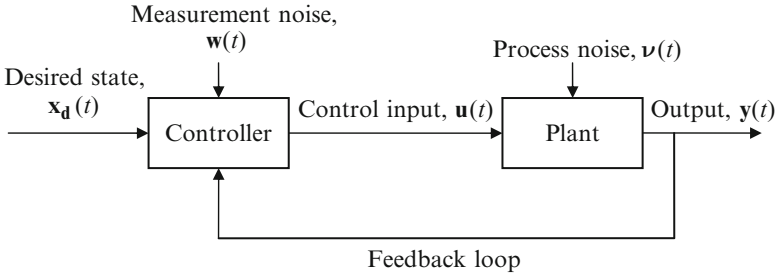 Measurement noise,
w(t)
Process noise, ν(t)
Desired state,
x_d (t)
Controller
Control input, u(t)
Plant
Output, y(t)
Feedback loop